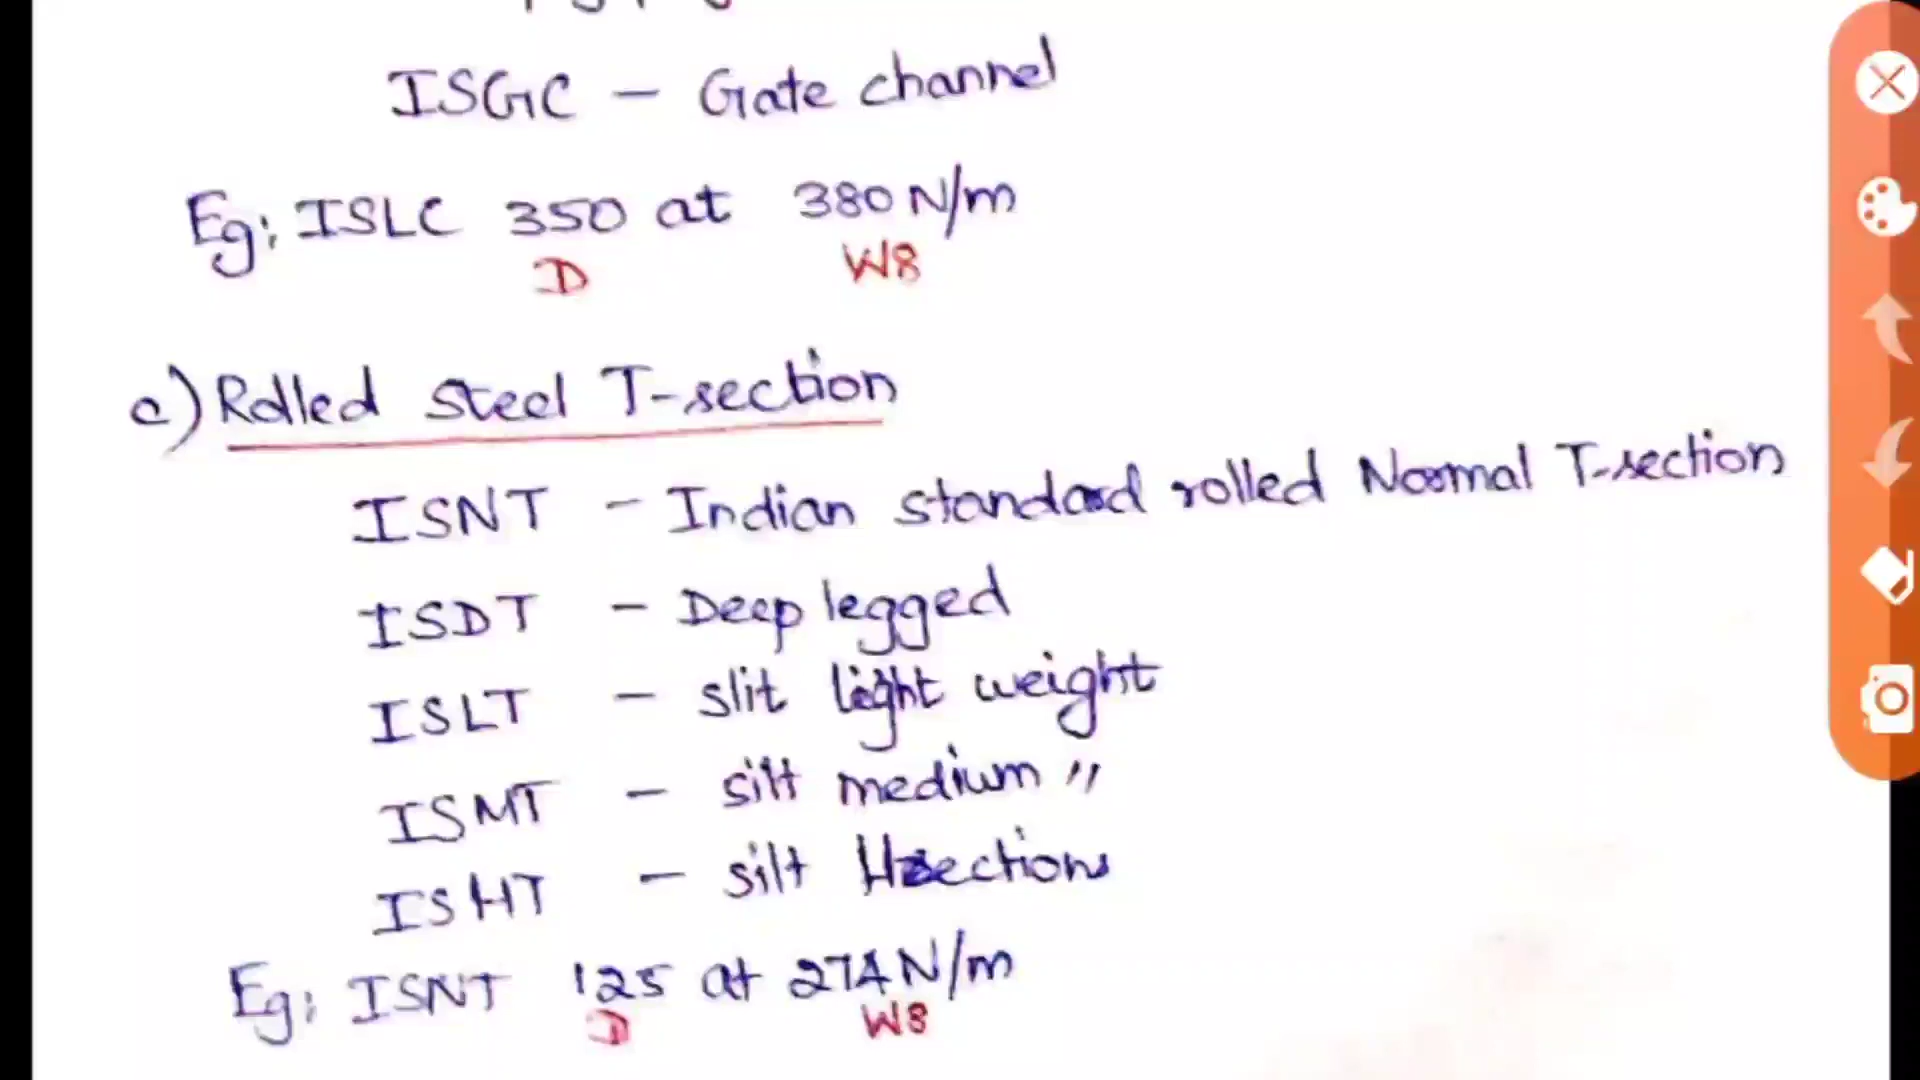 ISGC - Gate channel
Eg: ISLC 350 at 380 N/m
D W8
c) Rolled steel T-section
ISNT - Indian standard rolled Normal T-section
ISDT - Deep legged
ISLT - slit light weight
ISMT - silt medium "
ISHT - silt H-sections
Eg: ISNT 125 at 274 N/m
D W8